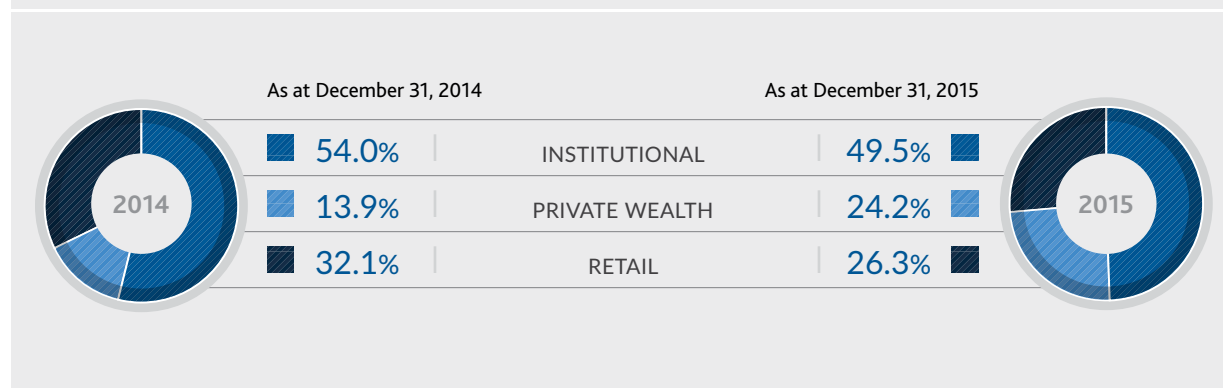 As at December 31, 2014 As at December 31, 2015
54.0% INSTITUTIONAL 49.5%
2014 13.9% PRIVATE WEALTH 24.2% 2015
32.1% RETAIL 26.3%